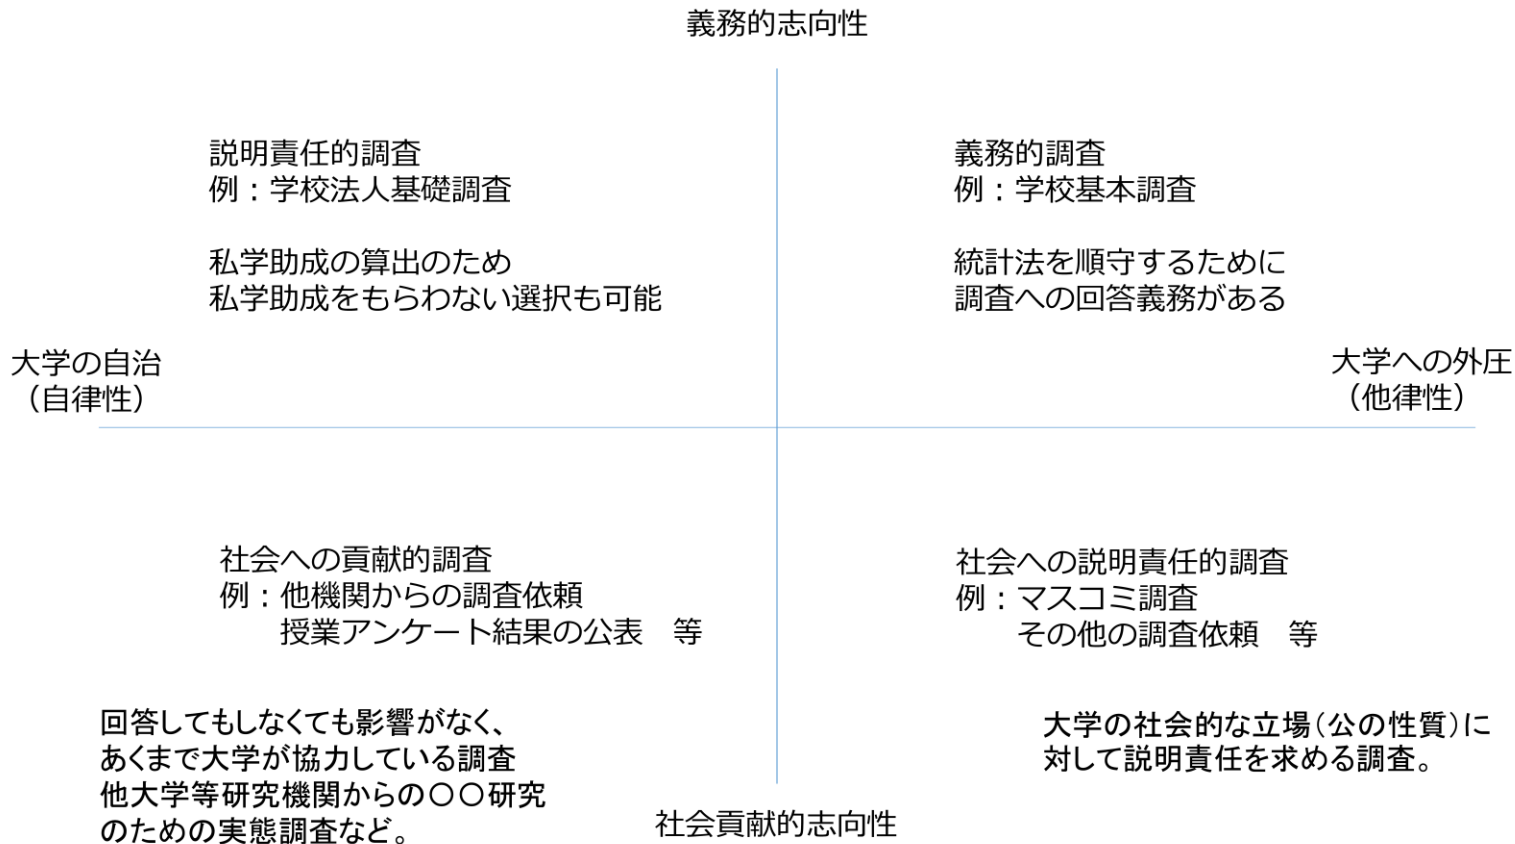 義務的志向性
説明責任的調査
例：学校法人基礎調査
私学助成の算出のため
私学助成をもらわない選択も可能
義務的調査
例：学校基本調査
統計法を順守するために
調査への回答義務がある
大学の自治
（自律性）
大学への外圧
（他律性）
社会への貢献的調査
例：他機関からの調査依頼
授業アンケート結果の公表　等
回答してもしなくても影響がなく、
あくまで大学が協力している調査
他大学等研究機関からの〇〇研究
のための実態調査など。
社会への説明責任的調査
例：マスコミ調査
その他の調査依頼　等
大学の社会的な立場（公の性質）に
対して説明責任を求める調査。
社会貢献的志向性